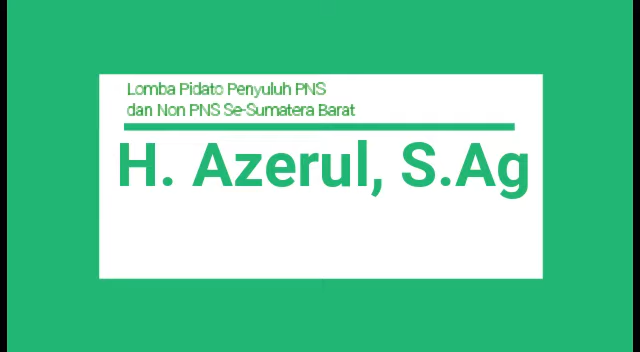 Lomba Pidato Penyuluh PNS
dan Non PNS Se-Sumatera Barat
H. Azerul, S.Ag